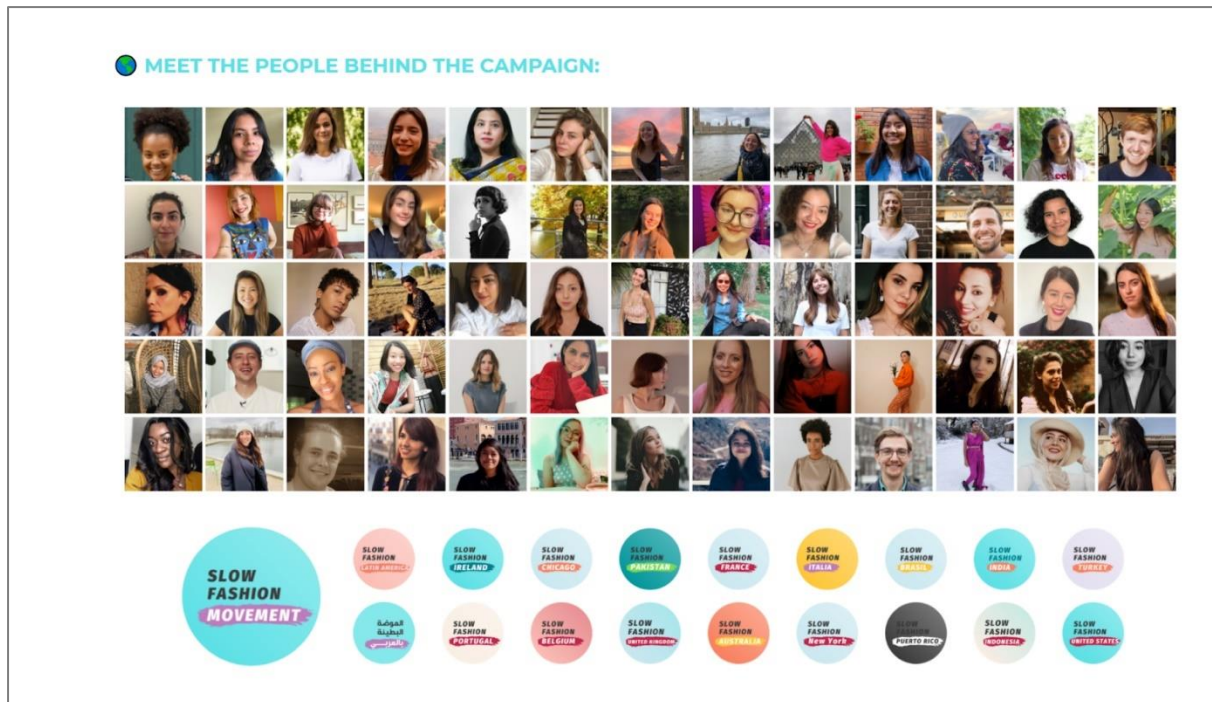 MEET THE PEOPLE BEHIND THE CAMPAIGN:
SLOW
FASHION
MOVEMENT
SLOW
FASHION
LATIN AMERICA
SLOW
FASHION
IRELAND
SLOW
FASHION
CHICAGO
SLOW
FASHION
PAKISTAN
SLOW
FASHION
FRANCE
SLOW
FASHION
ITALIA
SLOW
FASHION
BRASIL
SLOW
FASHION
INDIA
SLOW
FASHION
TURKEY
الموضة
البطيئة
بالعربي
SLOW
FASHION
PORTUGAL
SLOW
FASHION
BELGIUM
SLOW
FASHION
UNITED KINGDOM
SLOW
FASHION
AUSTRALIA
SLOW
FASHION
New York
SLOW
FASHION
PUERTO RICO
SLOW
FASHION
INDONESIA
SLOW
FASHION
UNITED STATES